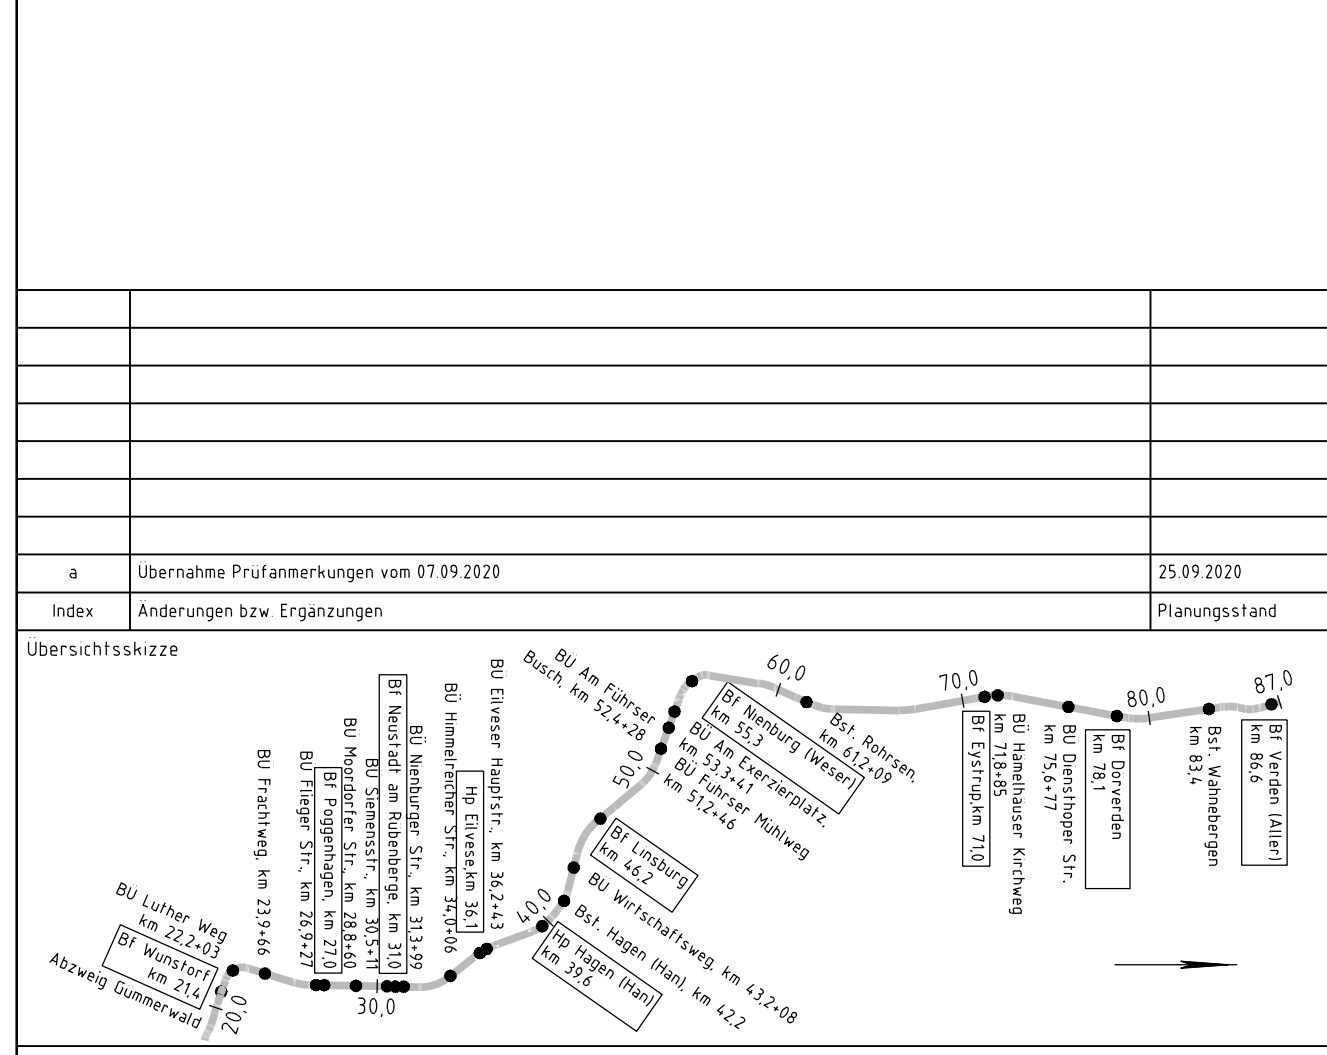 a
Übernahme Prüfanmerkungen vom 07.09.2020
25.09.2020
Index
Änderungen bzw. Ergänzungen
Planungsstand
Übersichtsskizze
Abzweig Gummerwald
Bf Wunstorf
km 21,4
20,0
BÜ Luther Weg
km 22,2+03
BÜ Frachtweg, km 23,9+66
BÜ Flieger Str., km 26,9+27
Bf Poggenhagen, km 27,0
BÜ Moordorfer Str., km 28,8+60
30,0
BÜ Siemensstr., km 30,5+11
Bf Neustadt am Rübenberge, km 31,0
BÜ Nienburger Str., km 31,3+99
BÜ Himmelreicher Str., km 34,0+06
Hp Eilvese,km 36,1
BÜ Eilveser Hauptstr., km 36,2+43
Hp Hagen (Han)
km 39,6
40,0
Bst. Hagen (Han), km 42,2
BÜ Wirtschaftsweg, km 43,2+08
Bf Linsburg
km 46,2
50,0
BÜ Führser Mühlweg
km 51,2+46
BÜ Am Führser
Busch, km 52,4+28
BÜ Am Exerzierplatz,
km 53,3+41
Bf Nienburg (Weser)
km 55,3
60,0
Bst. Rohrsen,
km 61,2+09
70,0
Bf Eystrup,km 71,0
BÜ Hämelhäuser Kirchweg
km 71,8+85
BÜ Diensthoper Str.
km 75,6+77
Bf Dörverden
km 78,1
80,0
Bst. Wahnebergen
km 83,4
Bf Verden (Aller)
km 86,6
87,0